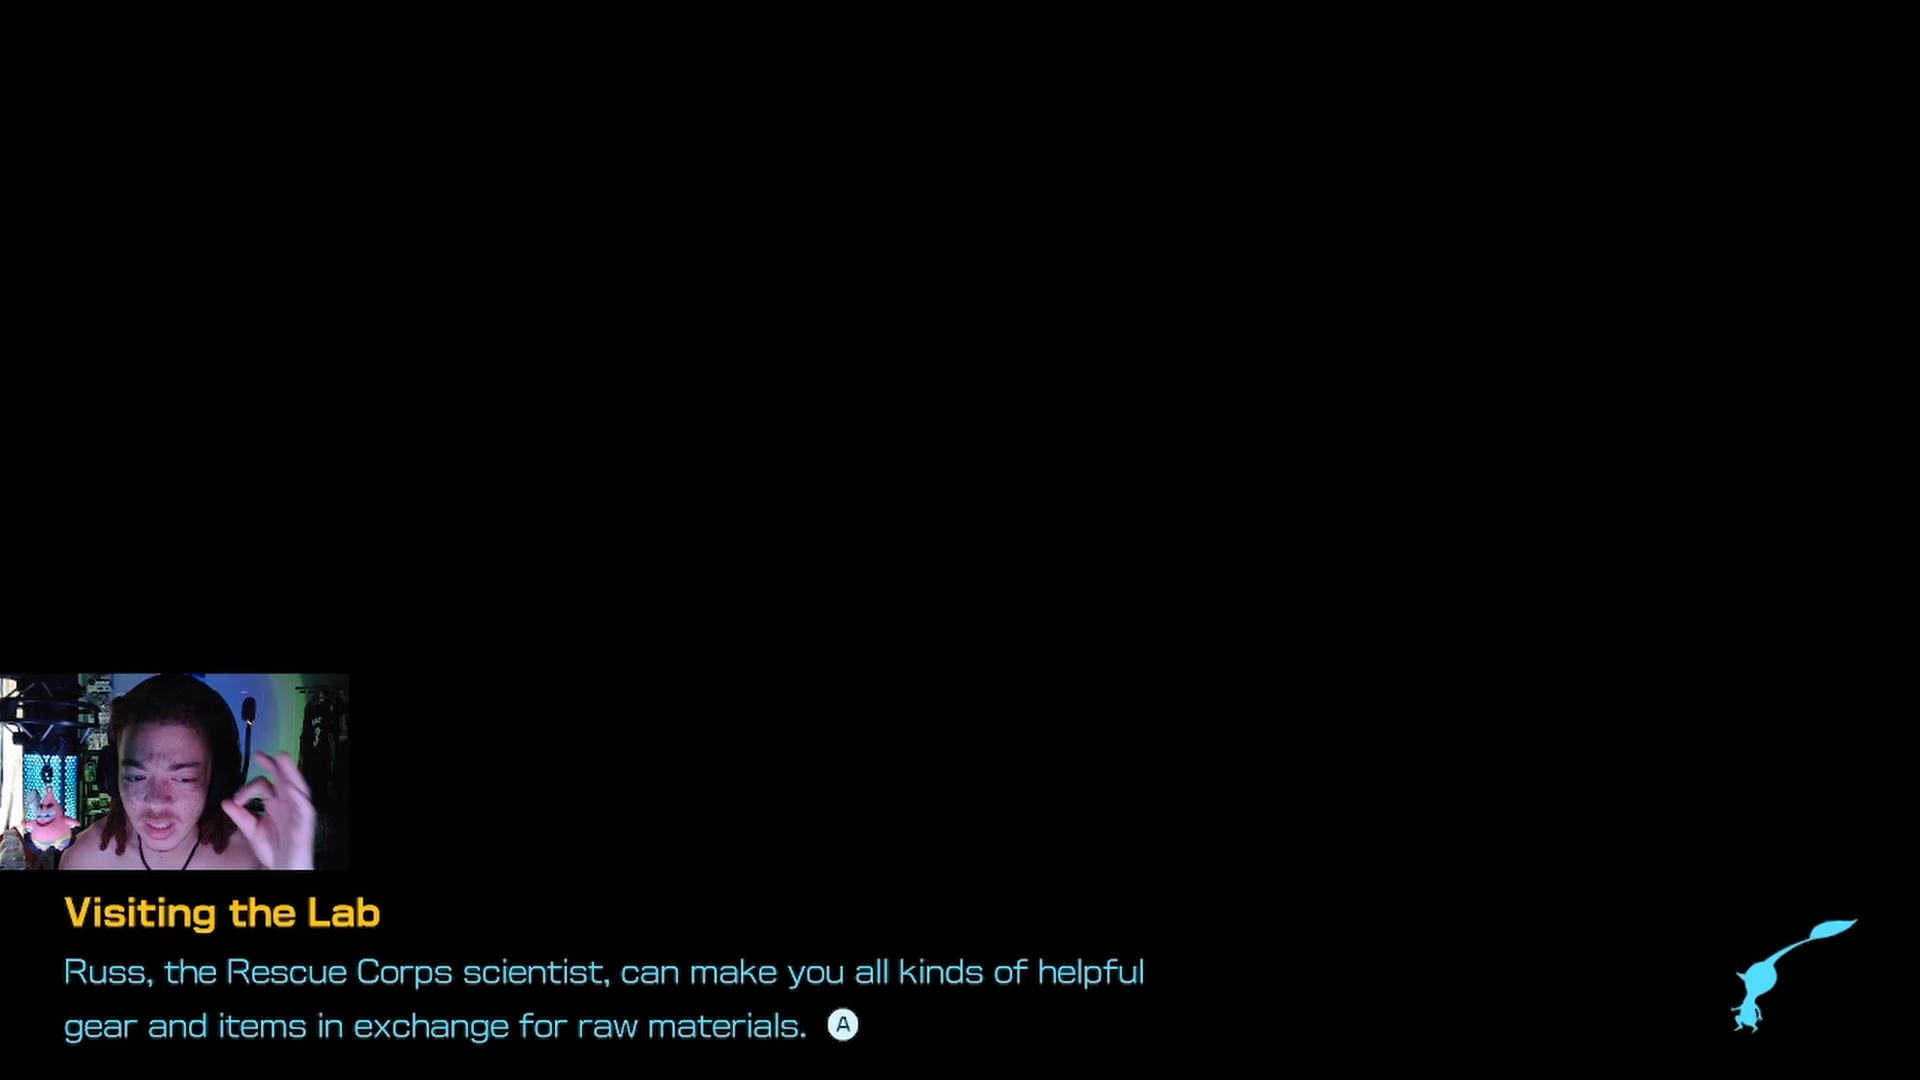 Visiting the Lab
Russ, the Rescue Corps scientist, can make you all kinds of helpful
gear and items in exchange for raw materials. A